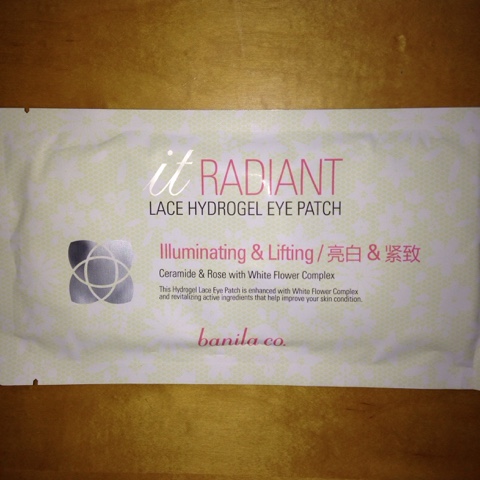 it RADIANT
LACE HYDROGEL EYE PATCH
Illuminating & Lifting / 亮白 & 紧致
Ceramide & Rose with White Flower Complex
This Hydrogel Lace Eye Patch is enhanced with White Flower Complex
and revitalizing active ingredients that help improve your skin condition.
banila co.